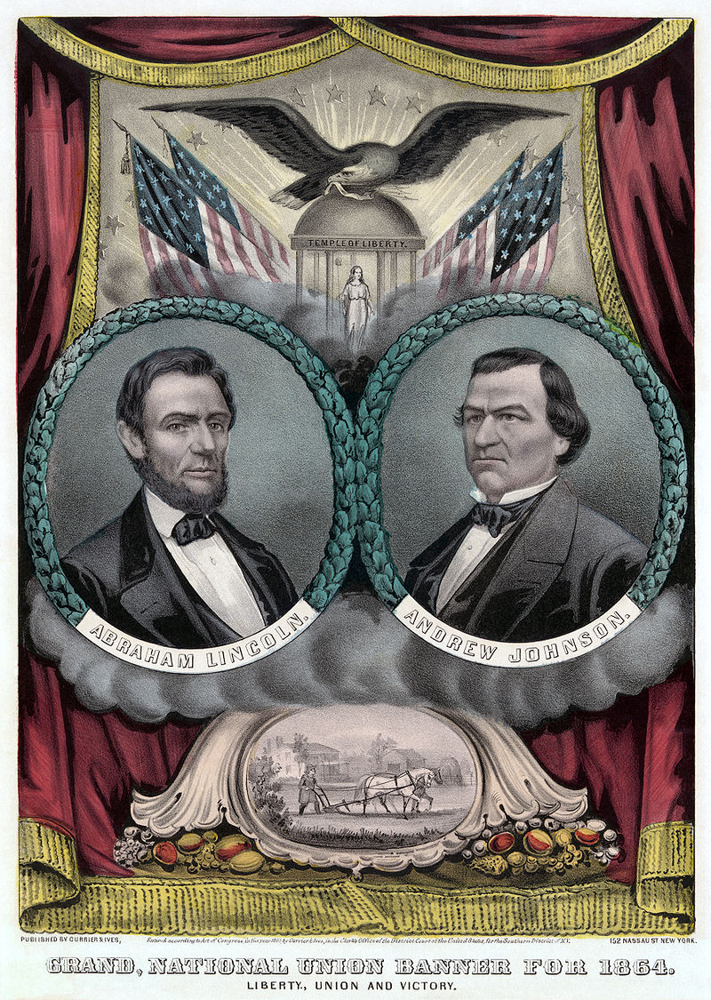 TEMPLE OF LIBERTY.
ABRAHAM LINCOLN.
ANDREW JOHNSON.
PUBLISHED BY CURRIER & IVES, Entered according to Act of Congress, in the year 1864 by Currier & Ives, in the Clerk's Office of the District Court of the United States, for the Southern District of N.Y. 152 NASSAU ST NEW YORK.
GRAND, NATIONAL UNION BANNER FOR 1864.
LIBERTY, UNION AND VICTORY.